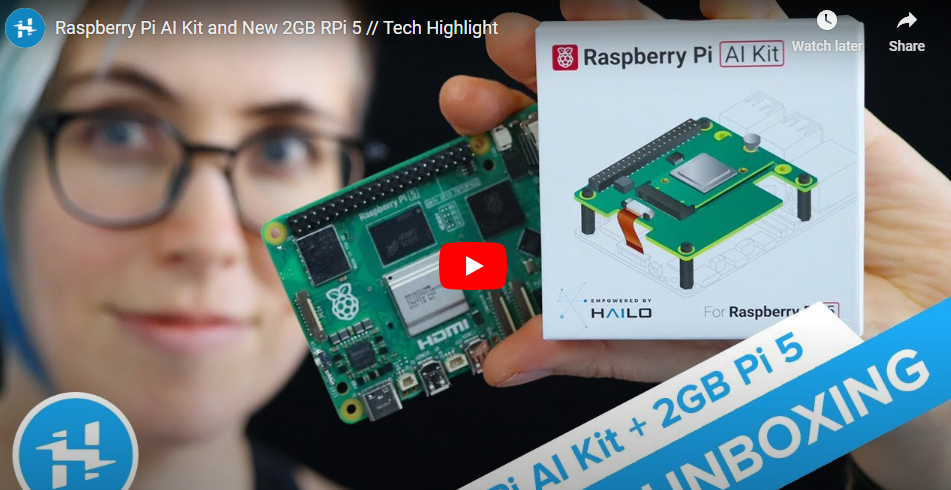 Raspberry Pi AI Kit and New 2GB RPi 5 // Tech Highlight
Watch later
Share
Raspberry Pi AI Kit
Raspberry Pi 5
HDMI
EMPOWERED BY
HAILO
For Raspberry
5
Pi AI Kit + 2GB Pi 5
UNBOXING